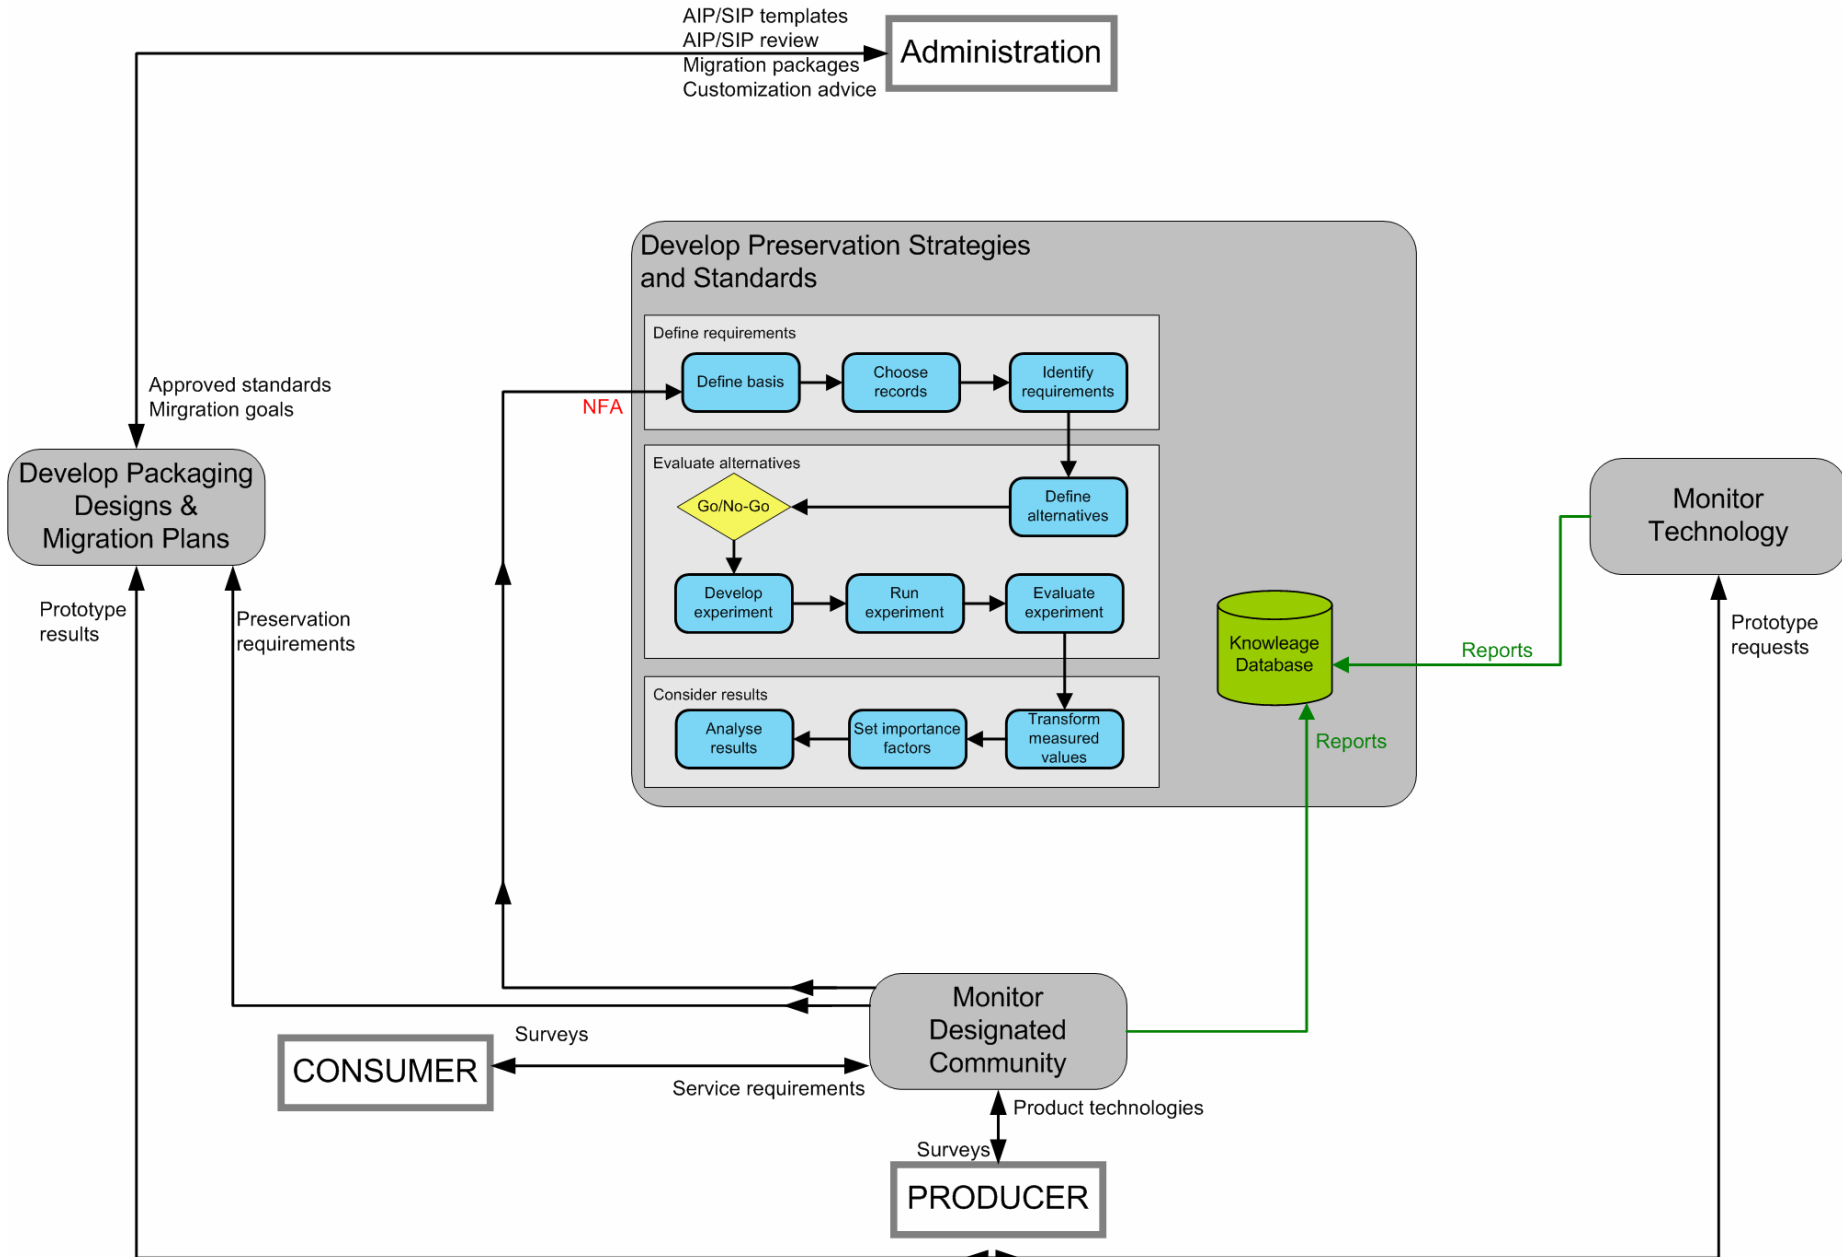 AIP/SIP templates
AIP/SIP review
Migration packages
Customization advice
Administration
Develop Preservation Strategies
and Standards
Define requirements
Define basis
Choose
records
Identify
requirements
NFA
Approved standards
Mirgration goals
Develop Packaging
Designs &
Migration Plans
Evaluate alternatives
Go/No-Go
Define
alternatives
Develop
experiment
Run
experiment
Evaluate
experiment
Monitor
Technology
Prototype
results
Preservation
requirements
Knowleage
Database
Reports
Prototype
requests
Consider results
Analyse
results
Set importance
factors
Transform
measured
values
Reports
Monitor
Designated
Community
Surveys
CONSUMER
Service requirements
Product technologies
Surveys
PRODUCER